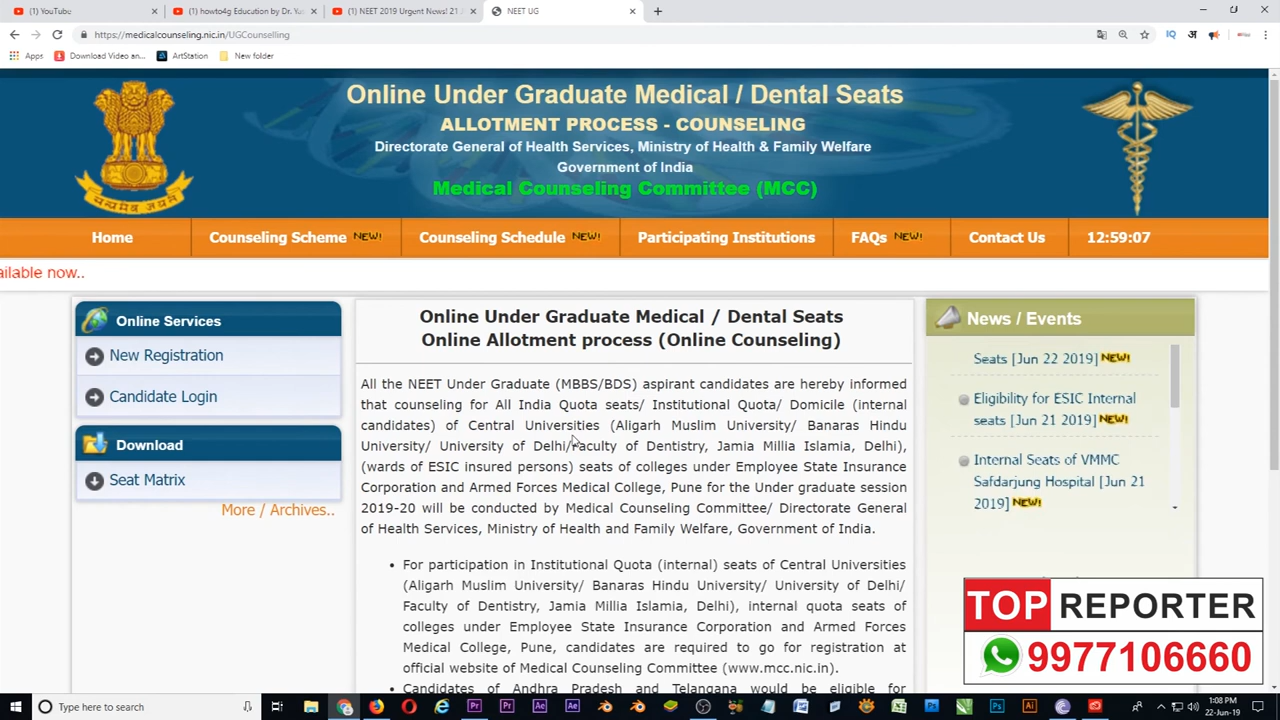 (1) YouTube
(1) howto4g Education by Dr. Yu
(1) NEET 2019 Urgent News! 21
NEET UG
https://medicalcounseling.nic.in/UGCounselling
Apps
Download Video an...
ArtStation
New folder
Online Under Graduate Medical / Dental Seats
ALLOTMENT PROCESS - COUNSELING
Directorate General of Health Services, Ministry of Health & Family Welfare
Government of India
Medical Counseling Committee (MCC)
सत्यमेव जयते
Home
Counseling Scheme NEW!
Counseling Schedule NEW!
Participating Institutions
FAQs NEW!
Contact Us
12:59:07
ailable now..
Online Services
New Registration
Candidate Login
Download
Seat Matrix
More / Archives..
Online Under Graduate Medical / Dental Seats
Online Allotment process (Online Counseling)
All the NEET Under Graduate (MBBS/BDS) aspirant candidates are hereby informed
that counseling for All India Quota seats/ Institutional Quota/ Domicile (internal
candidates) of Central Universities (Aligarh Muslim University/ Banaras Hindu
University/ University of Delhi/Faculty of Dentistry, Jamia Millia Islamia, Delhi),
(wards of ESIC insured persons) seats of colleges under Employee State Insurance
Corporation and Armed Forces Medical College, Pune for the Under graduate session
2019-20 will be conducted by Medical Counseling Committee/ Directorate General
of Health Services, Ministry of Health and Family Welfare, Government of India.
• For participation in Institutional Quota (internal) seats of Central Universities
(Aligarh Muslim University/ Banaras Hindu University/ University of Delhi/
Faculty of Dentistry, Jamia Millia Islamia, Delhi), internal quota seats of
colleges under Employee State Insurance Corporation and Armed Forces
Medical College, Pune, candidates are required to go for registration at
official website of Medical Counseling Committee (www.mcc.nic.in).
• Candidates of Andhra Pradesh and Telangana would be eligible for
News / Events
Seats [Jun 22 2019] NEW!
Eligibility for ESIC Internal
seats [Jun 21 2019] NEW!
Internal Seats of VMMC
Safdarjung Hospital [Jun 21
2019] NEW!
TOP REPORTER
9977106660
Type here to search
1:08 PM
22-Jun-19